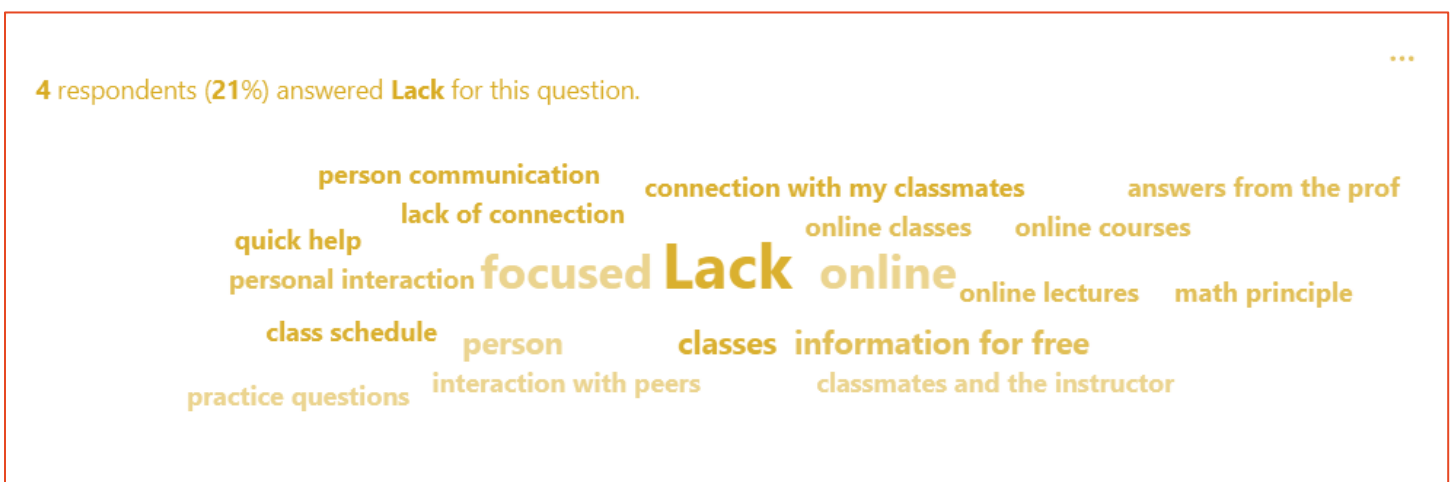 ...
4 respondents (21%) answered Lack for this question.
person communication
connection with my classmates
answers from the prof
lack of connection
online classes
online courses
quick help
personal interaction
focused
Lack
online
online lectures
math principle
class schedule
person
classes
information for free
practice questions
interaction with peers
classmates and the instructor